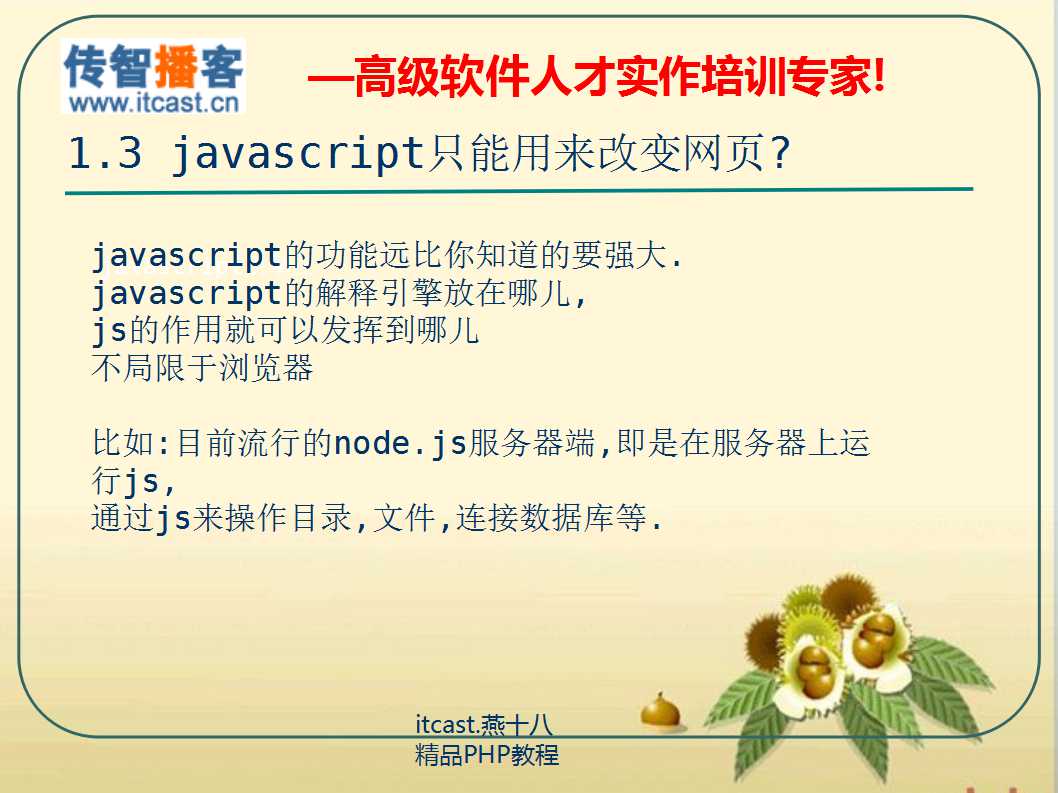 传智播客
www.itcast.cn
—高级软件人才实作培训专家!
1.3 javascript只能用来改变网页?
javascript的功能远比你知道的要强大.
javascript的解释引擎放在哪儿,
js的作用就可以发挥到哪儿
不局限于浏览器
比如:目前流行的node.js服务器端,即是在服务器上运
行js,
通过js来操作目录,文件,连接数据库等.
itcast.燕十八
精品PHP教程